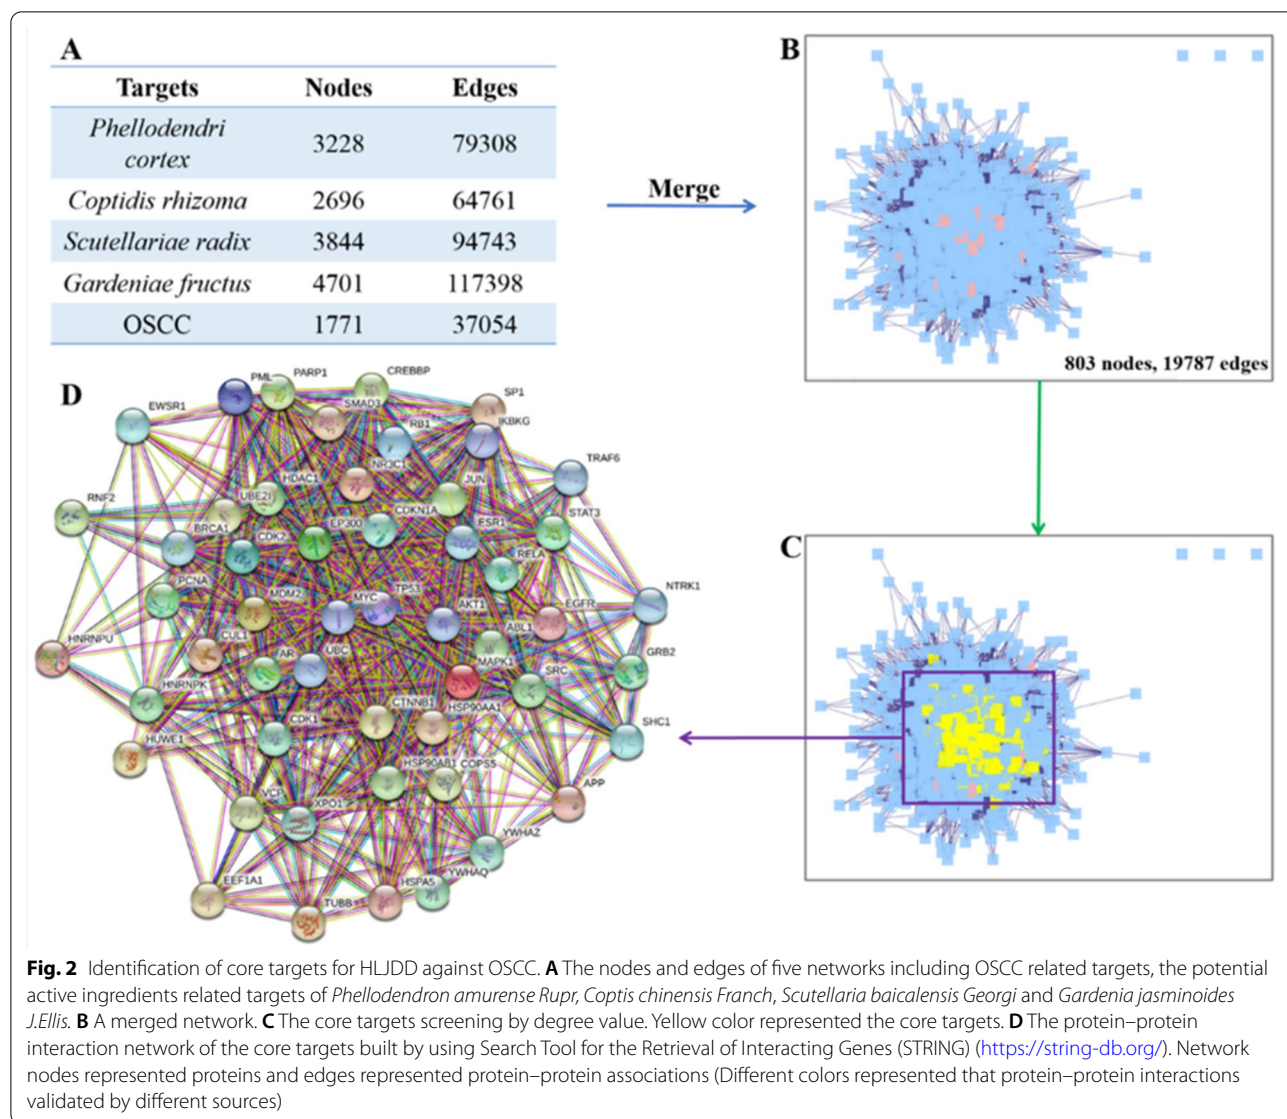 A
Targets Nodes Edges
Phellodendri
cortex 3228 79308
Coptidis rhizoma 2696 64761
Scutellariae radix 3844 94743
Gardeniae fructus 4701 117398
OSCC 1771 37054
Merge
B
803 nodes, 19787 edges
C
D
PML
PARP1
CREBBP
SMAD3
SP1
EWSR1
RB1
IKBKG
NR3C1
TRAF6
HDAC1
JUN
RNF2
UBE2I
CDKN1A
STAT3
BRCA1
EP300
ESR1
CDK2
RELA
PCNA
MDM2
MYC
TP53
NTRK1
AKT1
EGFR
HNRNPU
CUL1
ABL1
AR
UBC
GRB2
MAPK1
SRC
HNRNPK
CTNNB1
HSP90AA1
SHC1
CDK1
HUWE1
HSP90AB1
COPS5
VCP
XPO1
APP
YWHAZ
EEF1A1
HSPA5
YWHAQ
TUBB
Fig. 2 Identification of core targets for HLJDD against OSCC. A The nodes and edges of five networks including OSCC related targets, the potential
active ingredients related targets of Phellodendron amurense Rupr, Coptis chinensis Franch, Scutellaria baicalensis Georgi and Gardenia jasminoides
J.Ellis. B A merged network. C The core targets screening by degree value. Yellow color represented the core targets. D The protein–protein
interaction network of the core targets built by using Search Tool for the Retrieval of Interacting Genes (STRING) (https://string-db.org/). Network
nodes represented proteins and edges represented protein–protein associations (Different colors represented that protein–protein interactions
validated by different sources)